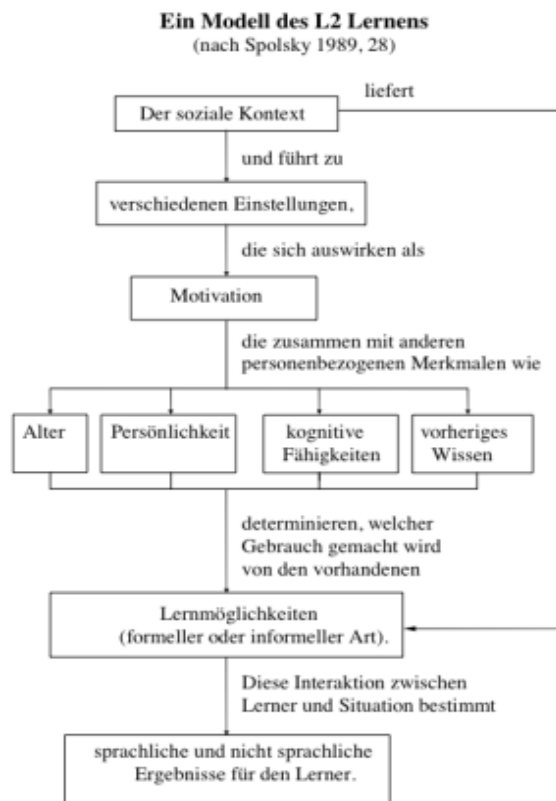 Ein Modell des L2 Lernens
(nach Spolsky 1989, 28)
liefert
Der soziale Kontext
und führt zu
verschiedenen Einstellungen,
die sich auswirken als
Motivation
die zusammen mit anderen
personenbezogenen Merkmalen wie
Alter
Persönlichkeit
kognitive
Fähigkeiten
vorheriges
Wissen
determinieren, welcher
Gebrauch gemacht wird
von den vorhandenen
Lernmöglichkeiten
(formeller oder informeller Art).
Diese Interaktion zwischen
Lerner und Situation bestimmt
sprachliche und nicht sprachliche
Ergebnisse für den Lerner.